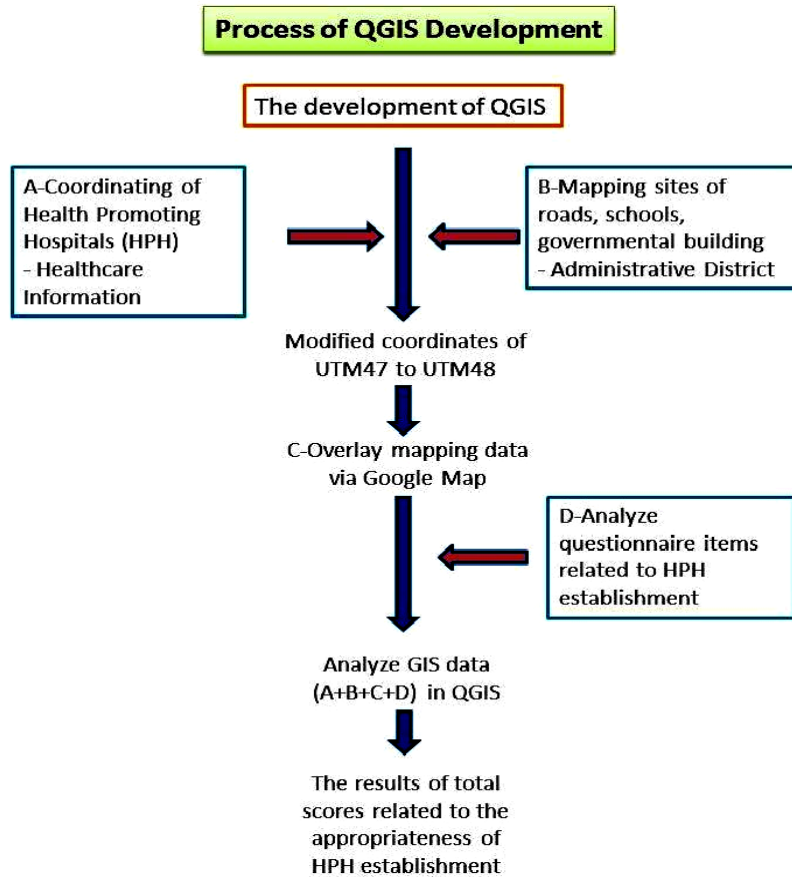 Process of QGIS Development
The development of QGIS
A-Coordinating of
Health Promoting
Hospitals (HPH)
- Healthcare
Information
B-Mapping sites of
roads, schools,
governmental building
- Administrative District
Modified coordinates of
UTM47 to UTM48
C-Overlay mapping data
via Google Map
D-Analyze
questionnaire items
related to HPH
establishment
Analyze GIS data
(A+B+C+D) in QGIS
The results of total
scores related to the
appropriateness of
HPH establishment